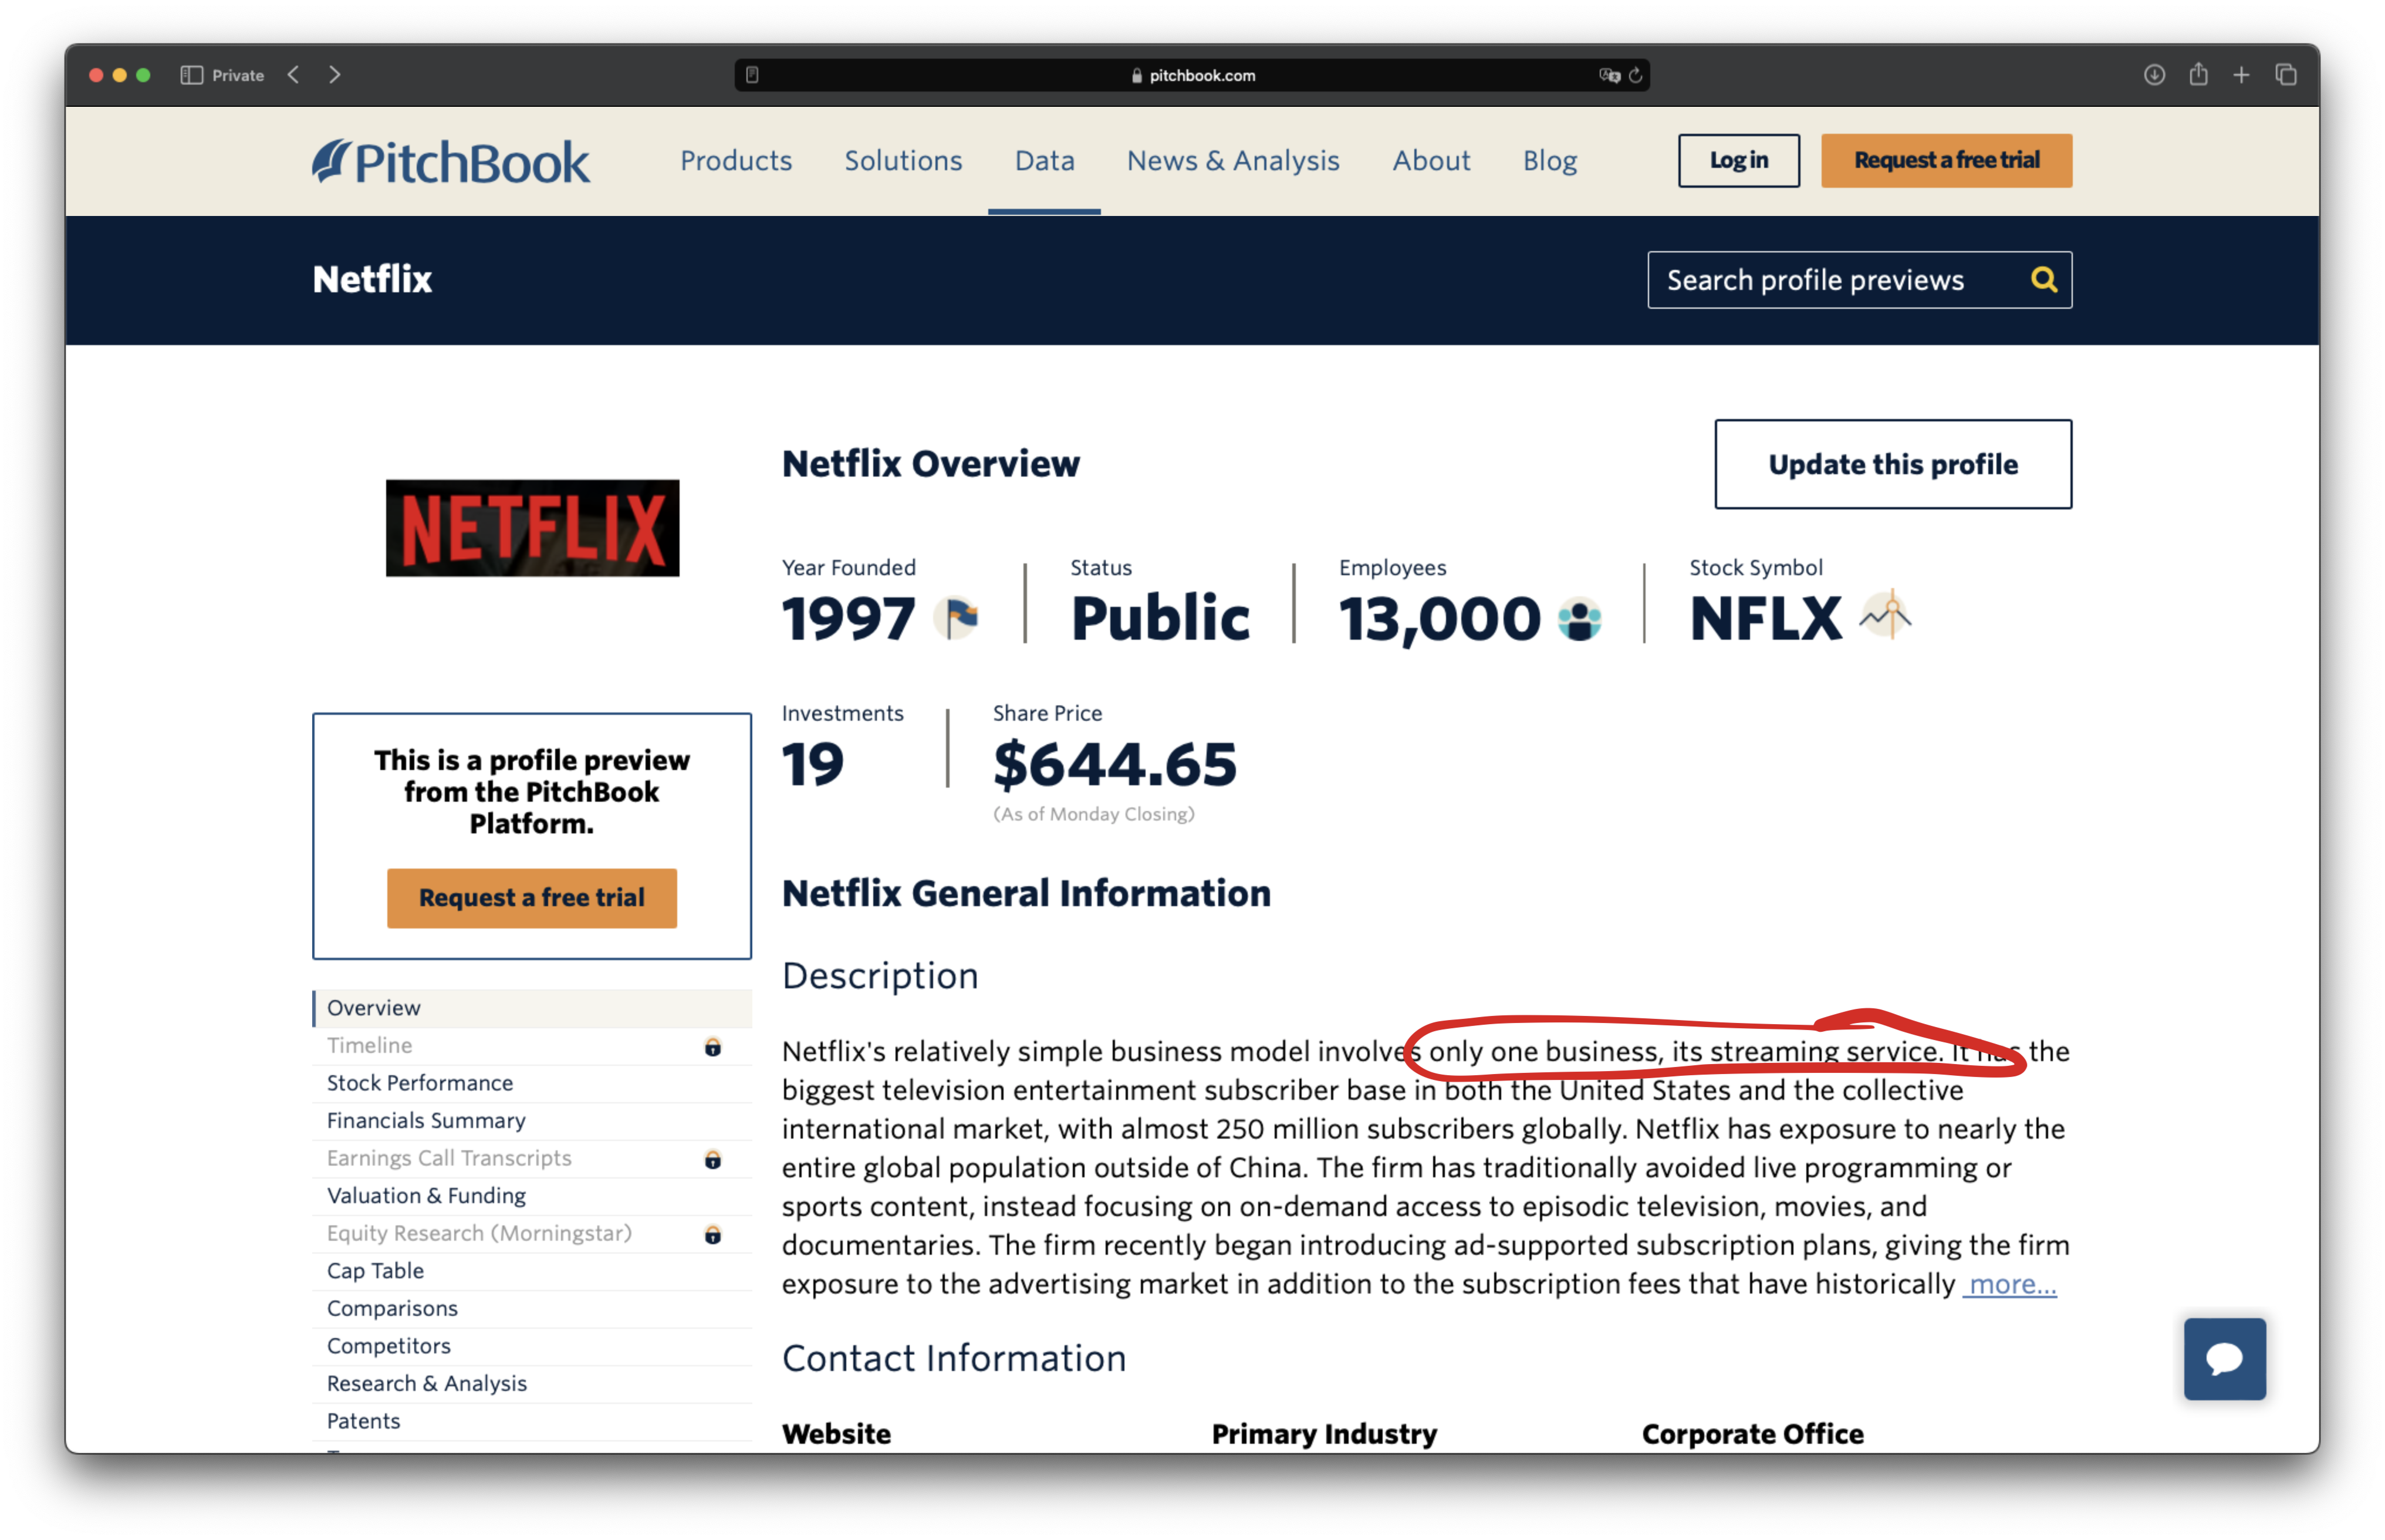 Private
pitchbook.com
PitchBook
Products
Solutions
Data
News & Analysis
About
Blog
Log in
Request a free trial
Netflix
Search profile previews
NETFLIX
Netflix Overview
Update this profile
Year Founded
1997
Status
Public
Employees
13,000
Stock Symbol
NFLX
Investments
19
Share Price
$644.65
(As of Monday Closing)
This is a profile preview
from the PitchBook
Platform.
Request a free trial
Overview
Timeline
Stock Performance
Financials Summary
Earnings Call Transcripts
Valuation & Funding
Equity Research (Morningstar)
Cap Table
Comparisons
Competitors
Research & Analysis
Patents
Netflix General Information
Description
Netflix's relatively simple business model involves only one business, its streaming service. It has the
biggest television entertainment subscriber base in both the United States and the collective
international market, with almost 250 million subscribers globally. Netflix has exposure to nearly the
entire global population outside of China. The firm has traditionally avoided live programming or
sports content, instead focusing on on-demand access to episodic television, movies, and
documentaries. The firm recently began introducing ad-supported subscription plans, giving the firm
exposure to the advertising market in addition to the subscription fees that have historically more...
Contact Information
Website
Primary Industry
Corporate Office